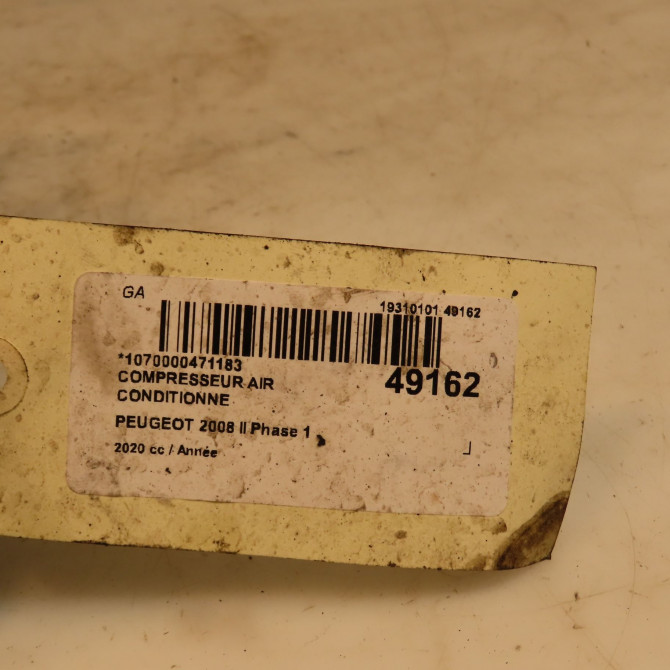 GA
19310101 49162
*1070000471183
49162
COMPRESSEUR AIR
CONDITIONNE
PEUGEOT 2008 II Phase 1
2020 cc / Année